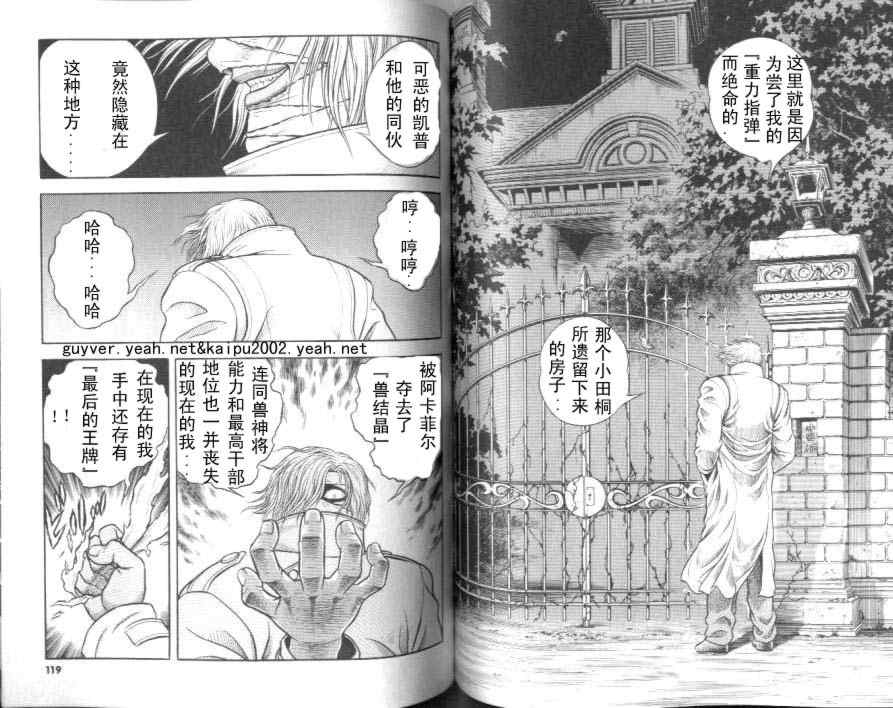 这里就是因
为尝了我的
『重力指弹』
而绝命的．
那个小田桐
所遗留下来
的房子．．
可恶的凯普
和他的同伙
竟然隐藏在
这种地方．．．．
哼．．哼哼．．
哈哈．．．哈哈
guyver.yeah.net&kaipu2002.yeah.net
被阿卡菲尔
夺去了
『兽结晶』
连同兽神将
能力和最高干部
地位也一并丧失
的现在的我．．．
在现在的我
手中还存有
『最后的王牌』
！！
119